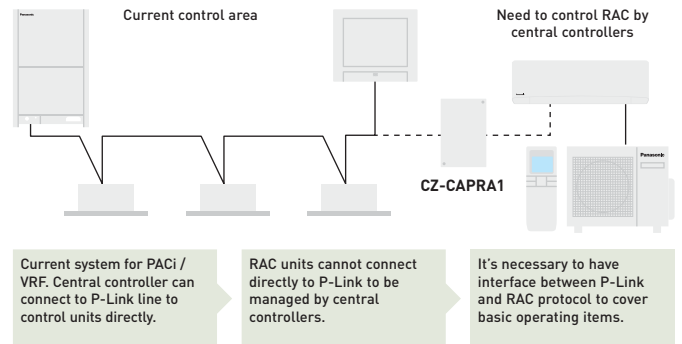 Current control area
Need to control RAC by
central controllers
Panasonic
CZ-CAPRA1
Panasonic
Current system for PACi /
VRF. Central controller can
connect to P-Link line to
control units directly.
RAC units cannot connect
directly to P-Link to be
managed by central
controllers.
It's necessary to have
interface between P-Link
and RAC protocol to cover
basic operating items.